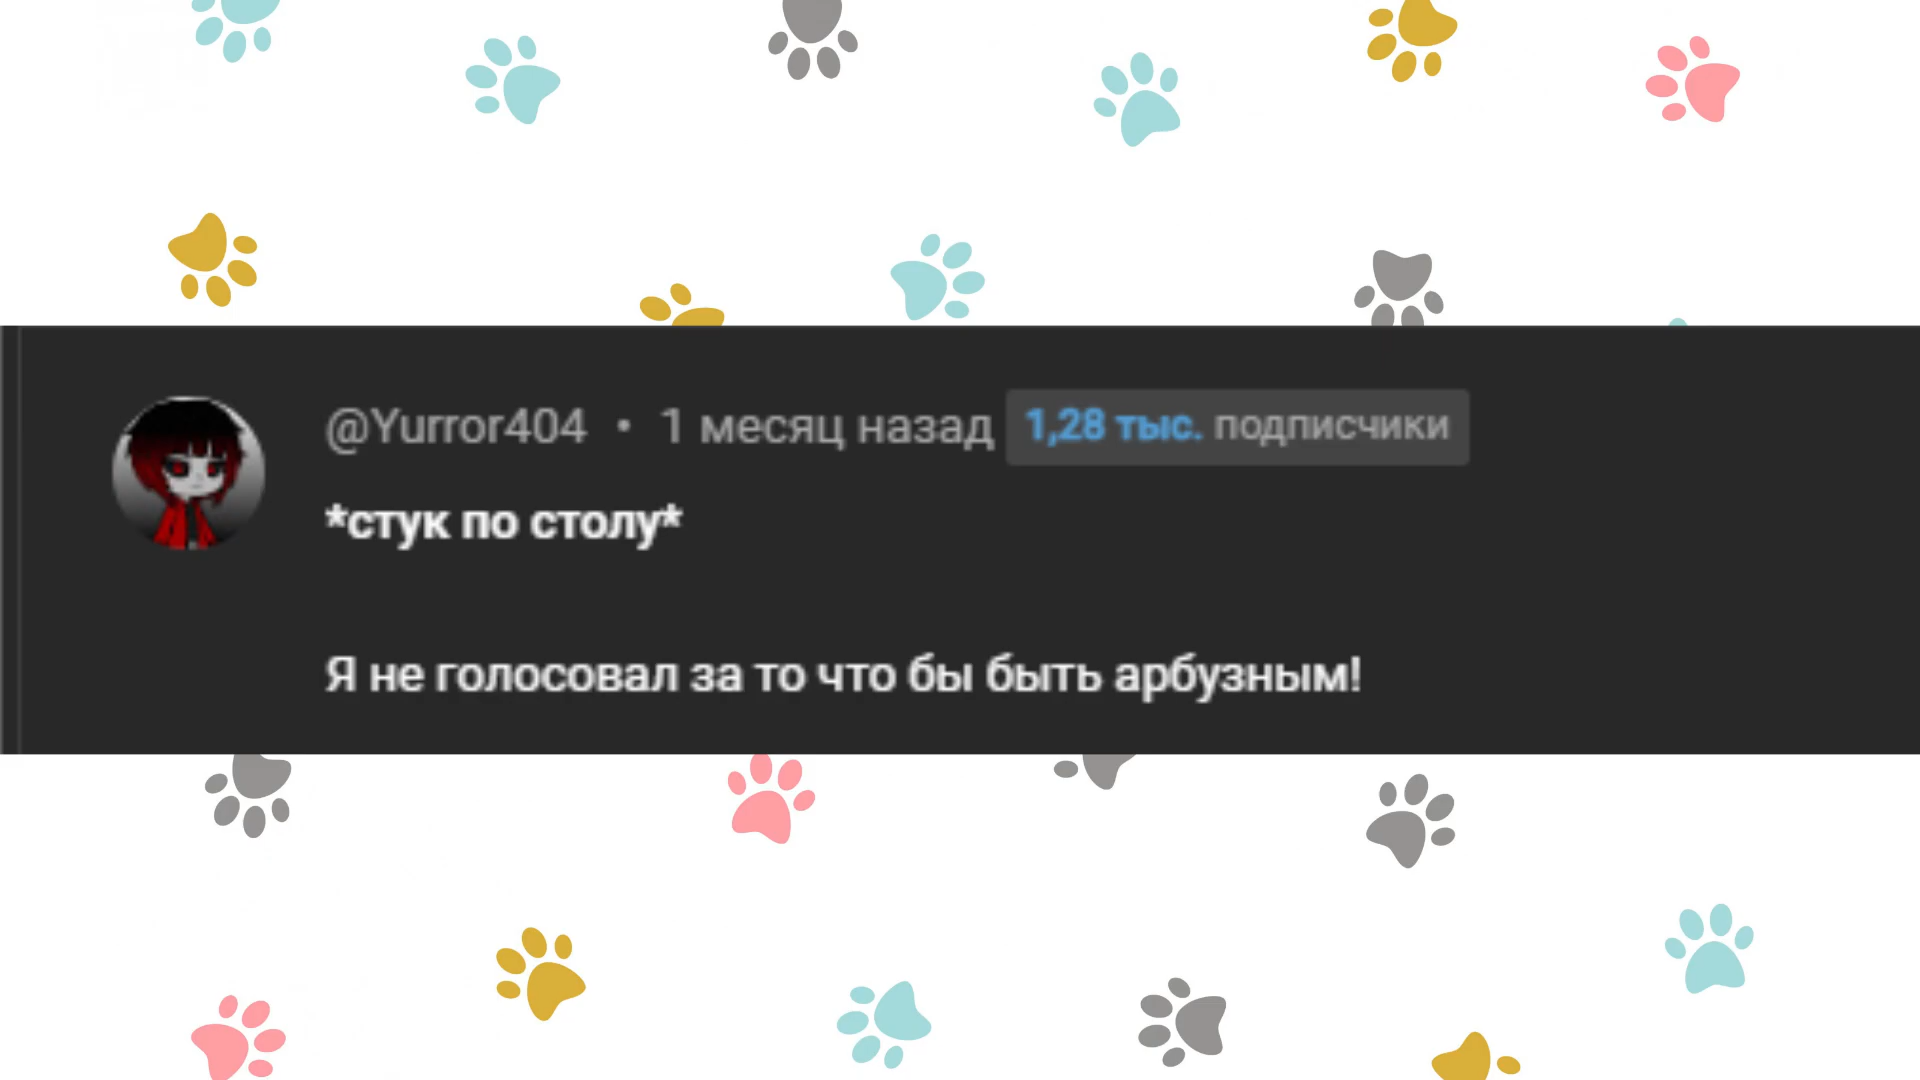 @Yurror404 • 1 месяц назад 1,28 тыс. подписчики
*стук по столу*
Я не голосовал за то что бы быть арбузным!